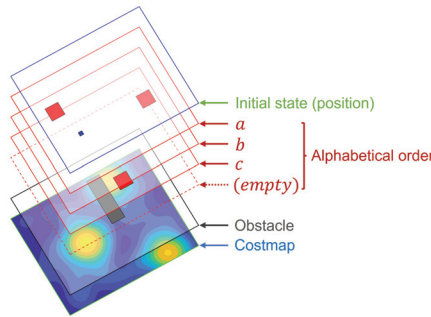 Initial state (position)
a
b
c
(empty)
Alphabetical order
Obstacle
Costmap